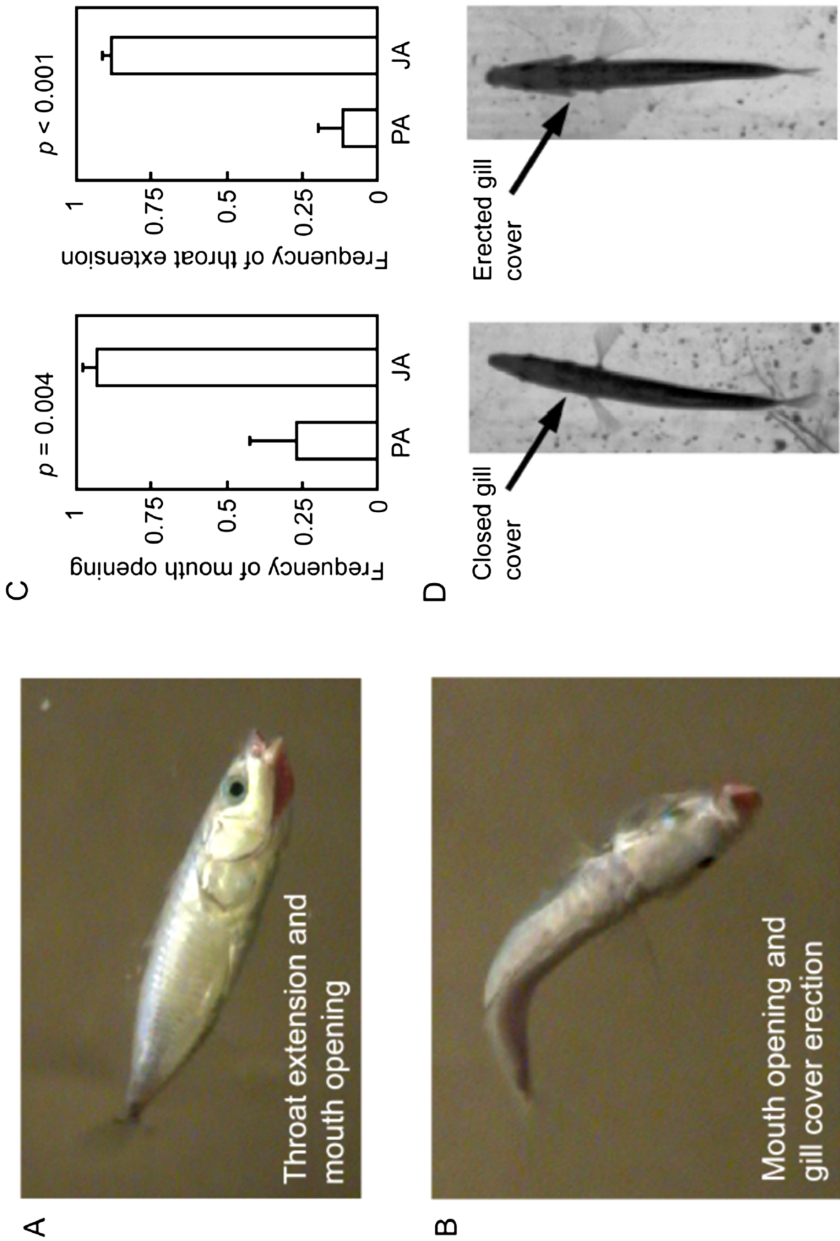 A
Throat extension and
mouth opening
B
Mouth opening and
gill cover erection
C
p = 0.004
Frequency of mouth opening
1
0.75
0.5
0.25
0
PA JA
p < 0.001
Frequency of throat extension
1
0.75
0.5
0.25
0
PA JA
D
Closed gill
cover
Erected gill
cover